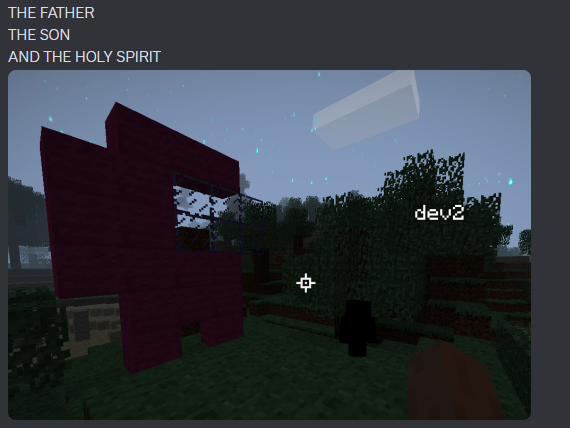 THE FATHER
THE SON
AND THE HOLY SPIRIT
dev2